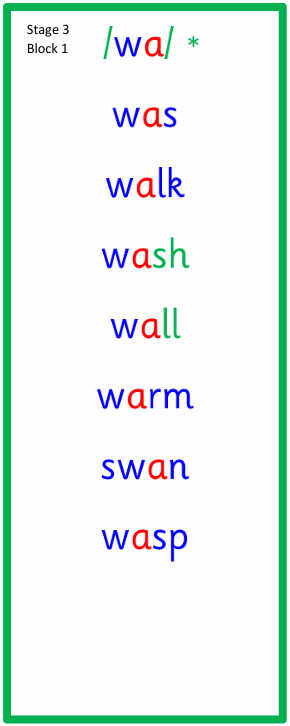 Stage 3
Block 1
/wa/ *
was
walk
wash
wall
warm
swan
wasp